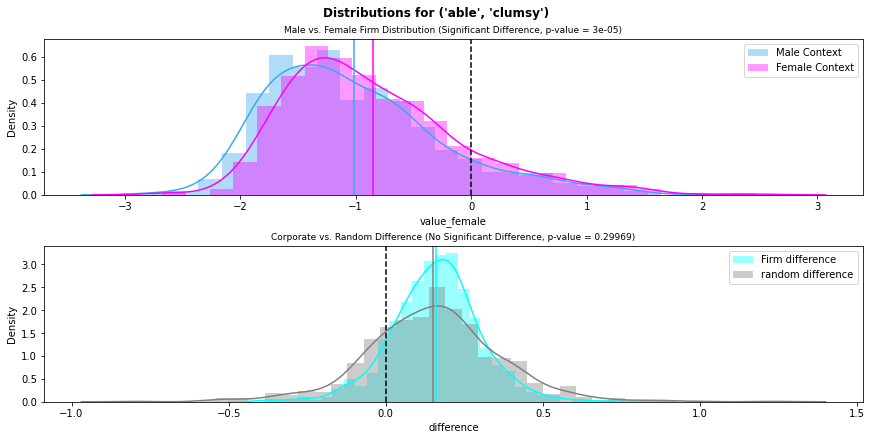 Distributions for ('able', 'clumsy')
Male vs. Female Firm Distribution (Significant Difference, p-value = 3e-05)
Density
0.6
0.5
0.4
0.3
0.2
0.1
0.0
Male Context
Female Context
−3 −2 −1 0 1 2 3
value_female
Corporate vs. Random Difference (No Significant Difference, p-value = 0.29969)
Density
3.0
2.5
2.0
1.5
1.0
0.5
0.0
Firm difference
random difference
−1.0 −0.5 0.0 0.5 1.0 1.5
difference